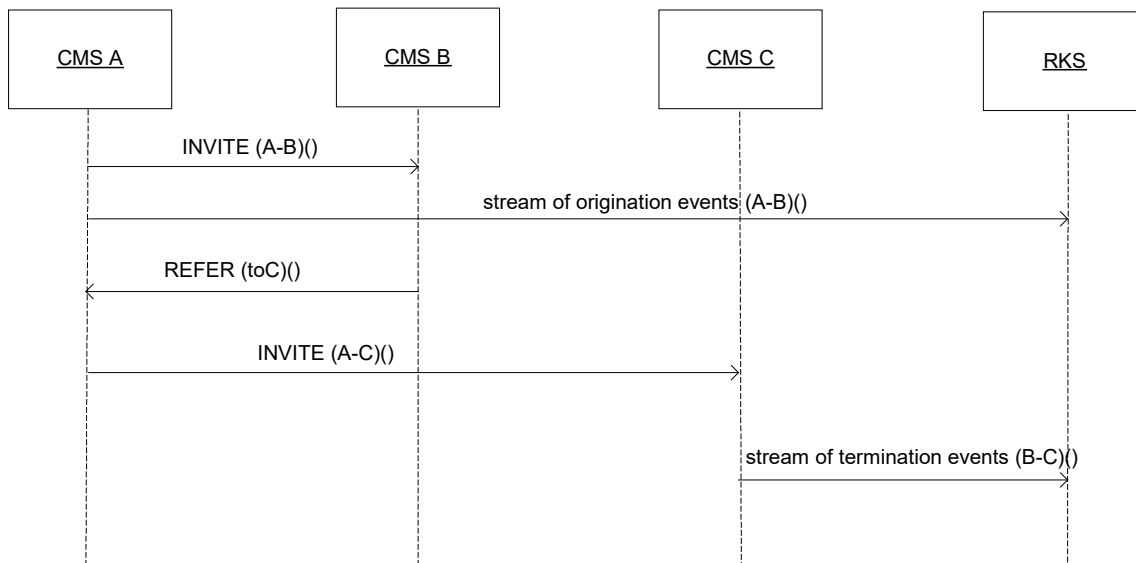 CMS A
CMS B
CMS C
RKS
INVITE (A-B)()
stream of origination events (A-B)()
REFER (toC)()
INVITE (A-C)()
stream of termination events (B-C)()